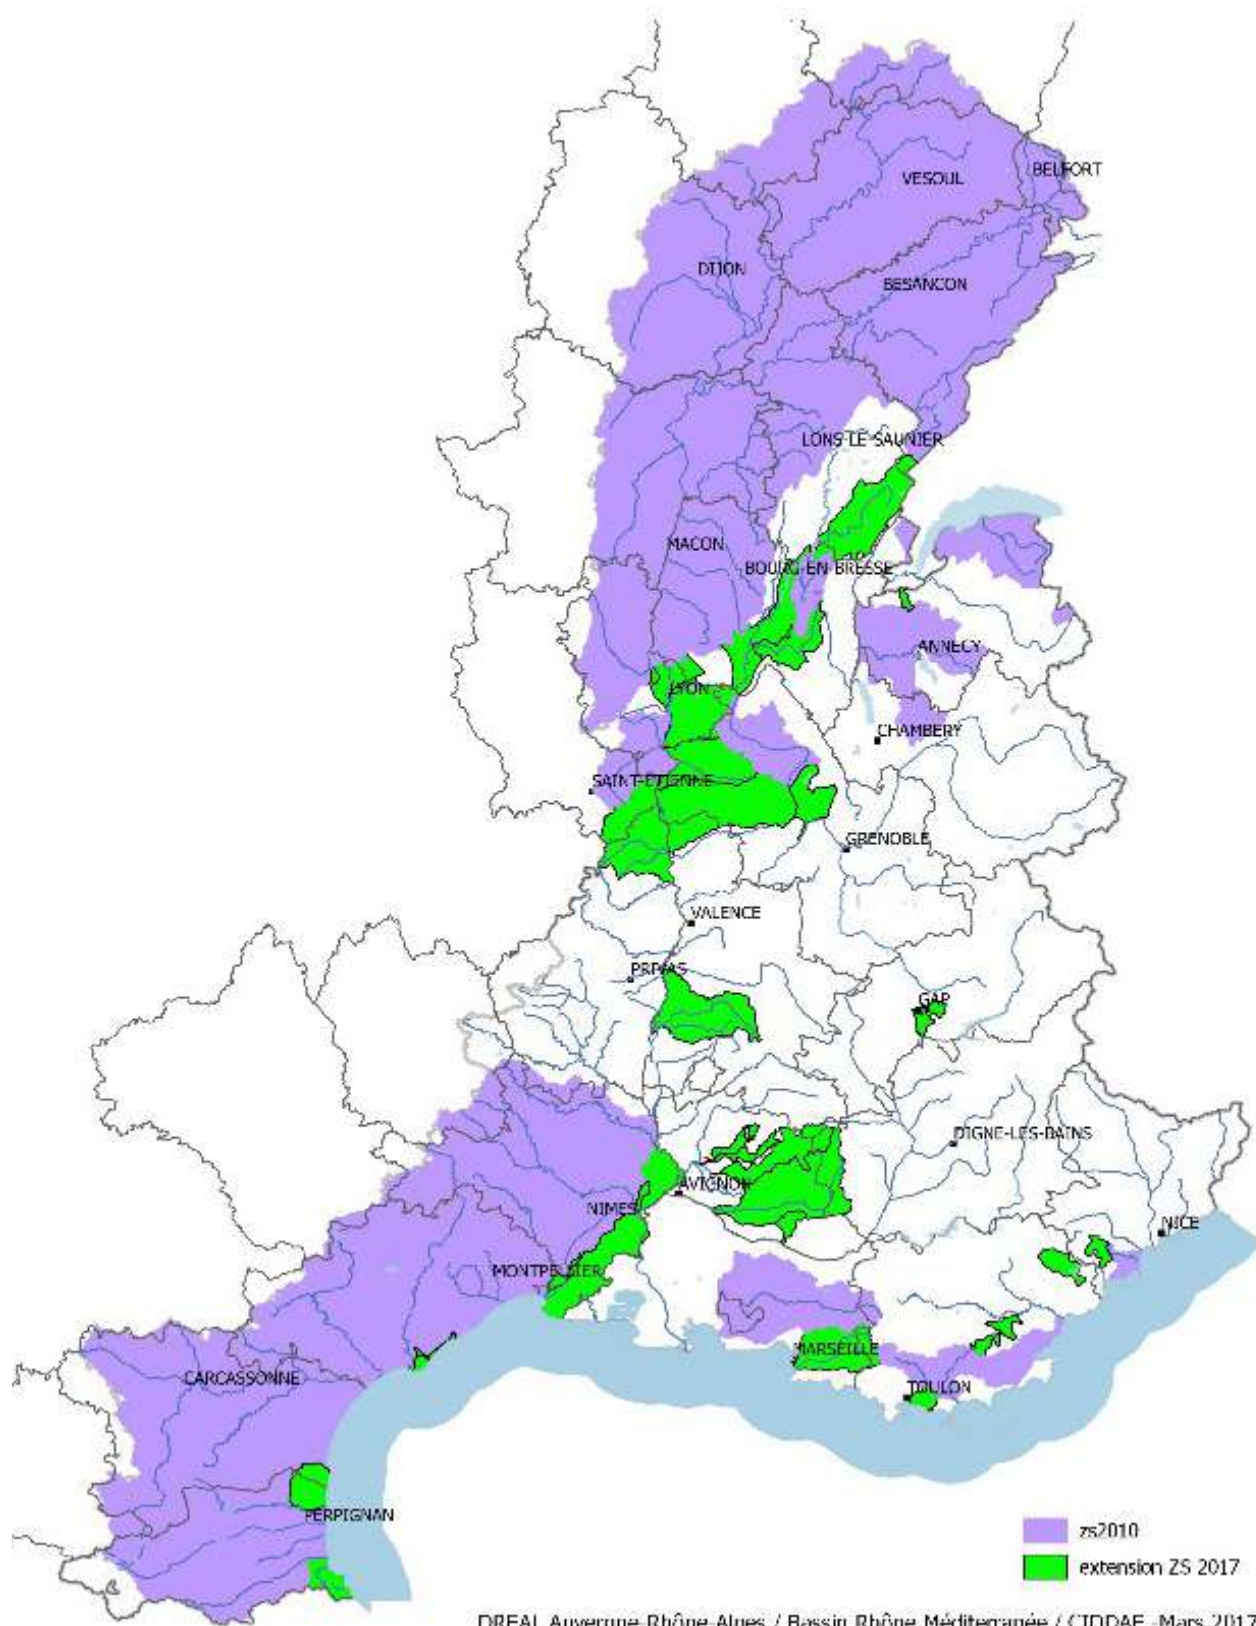 BELFORT
VESOUL
DIJON
BESANCON
LONS-LE-SAUNIER
MACON
BOURG-EN-BRESSE
ANNECY
LYON
CHAMBERY
SAINT-ETIENNE
GRENOBLE
VALENCE
PRIVAS
GAP
DIGNE-LES-BAINS
AVIGNON
NIMES
NICE
MONTPELLIER
MARSEILLE
CARCASSONNE
TOULON
PERPIGNAN
zs2010
extension ZS 2017
DREAL Auvergne-Rhône-Alpes / Bassin Rhône Méditerranée / CIDDAE -Mars 2017